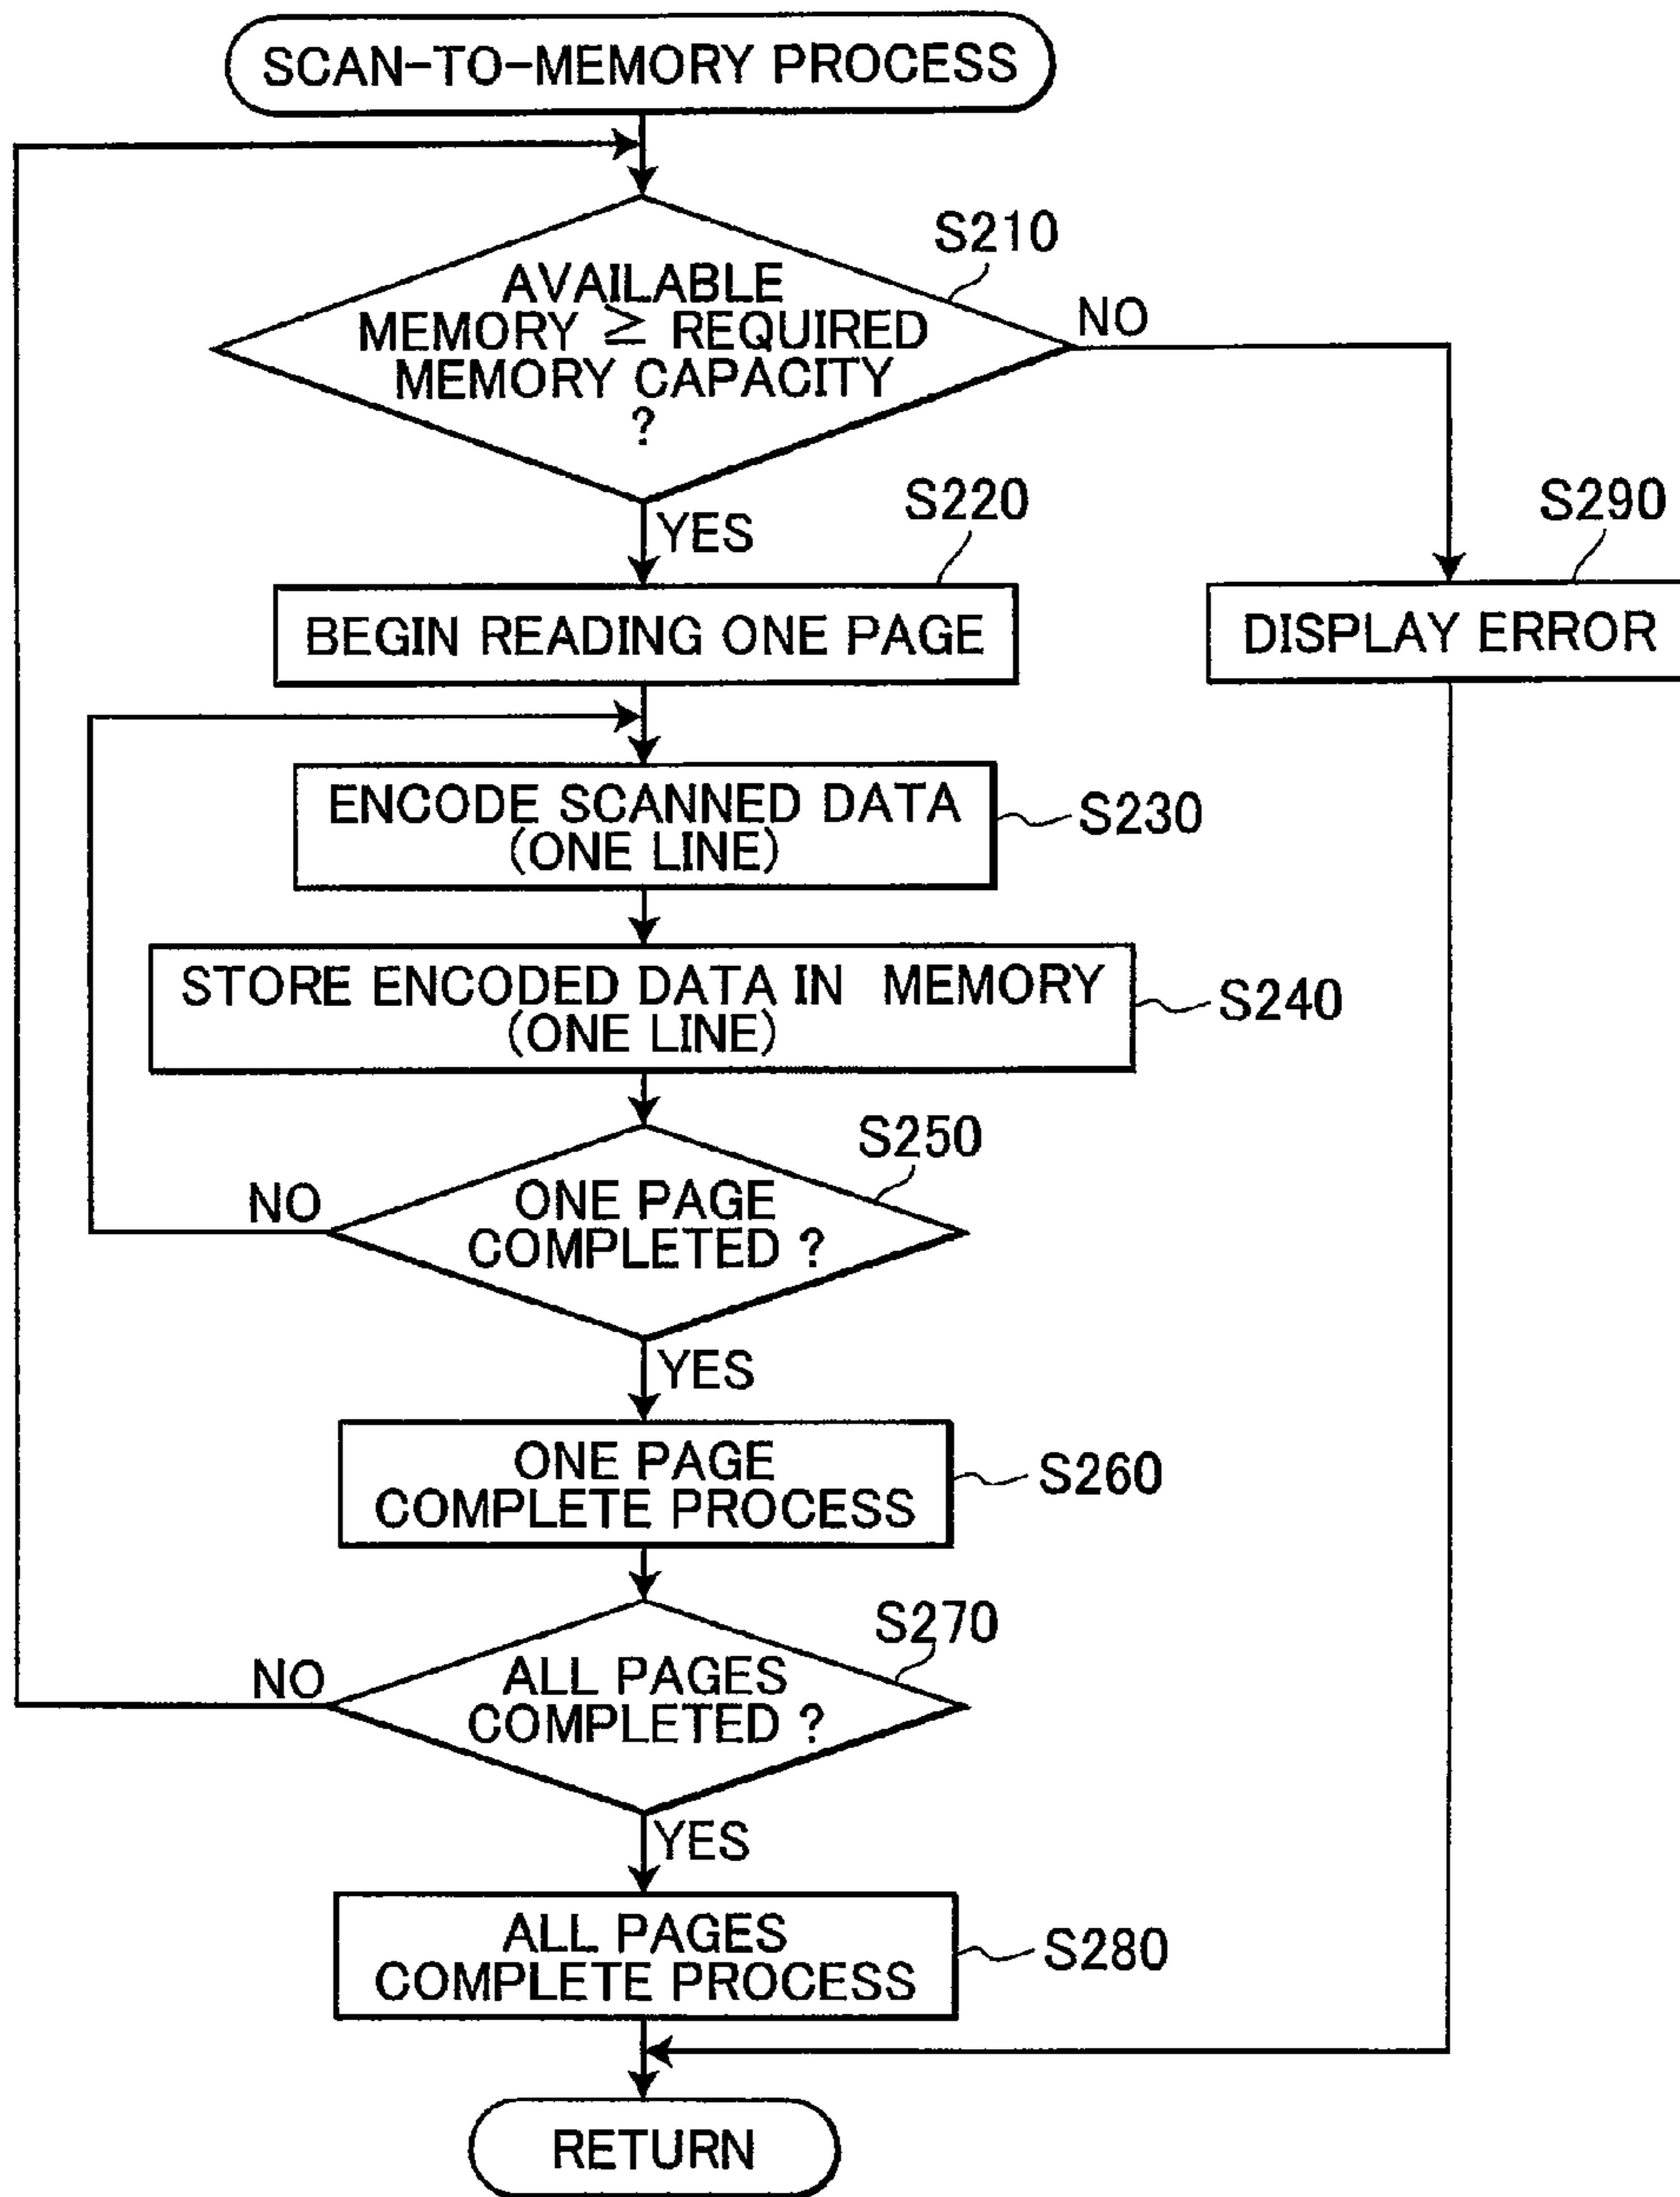 SCAN-TO-MEMORY PROCESS
S210
AVAILABLE
MEMORY ≧ REQUIRED
MEMORY CAPACITY
?
NO
YES
S220
S290
BEGIN READING ONE PAGE
DISPLAY ERROR
ENCODE SCANNED DATA
(ONE LINE)
S230
STORE ENCODED DATA IN MEMORY
(ONE LINE)
S240
S250
NO
ONE PAGE
COMPLETED ?
YES
ONE PAGE
COMPLETE PROCESS
S260
S270
NO
ALL PAGES
COMPLETED ?
YES
ALL PAGES
COMPLETE PROCESS
S280
RETURN